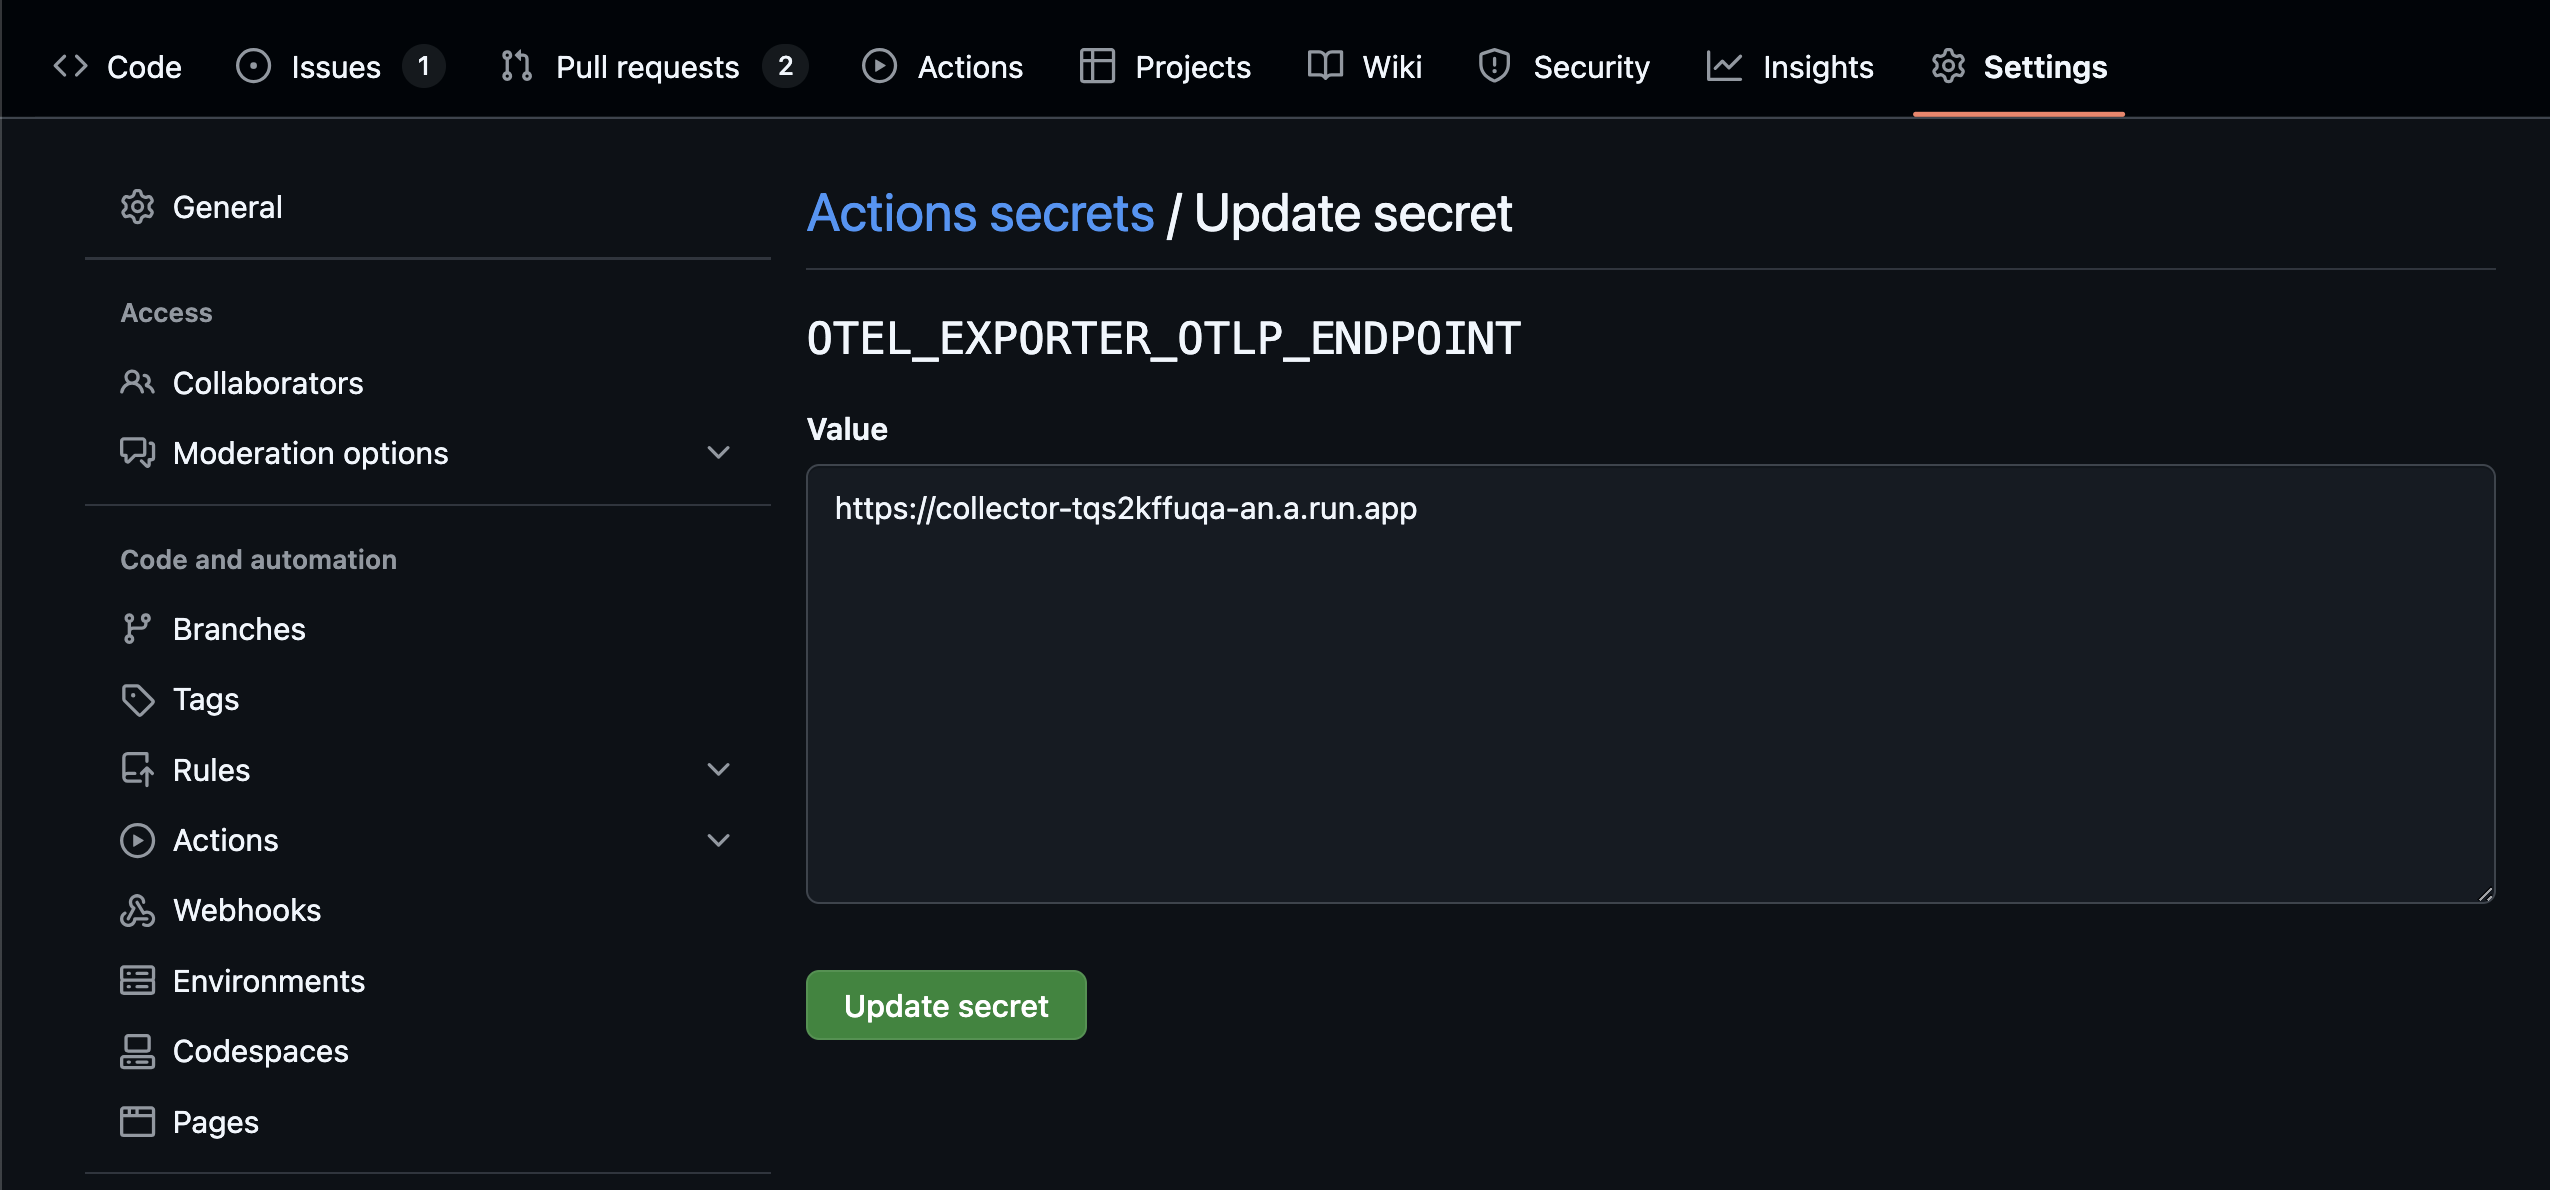 Code Issues 1 Pull requests 2 Actions Projects Wiki Security Insights Settings
General
Access
Collaborators
Moderation options
Code and automation
Branches
Tags
Rules
Actions
Webhooks
Environments
Codespaces
Pages
Actions secrets / Update secret
OTEL_EXPORTER_OTLP_ENDPOINT
Value
https://collector-tqs2kffuqa-an.a.run.app
Update secret